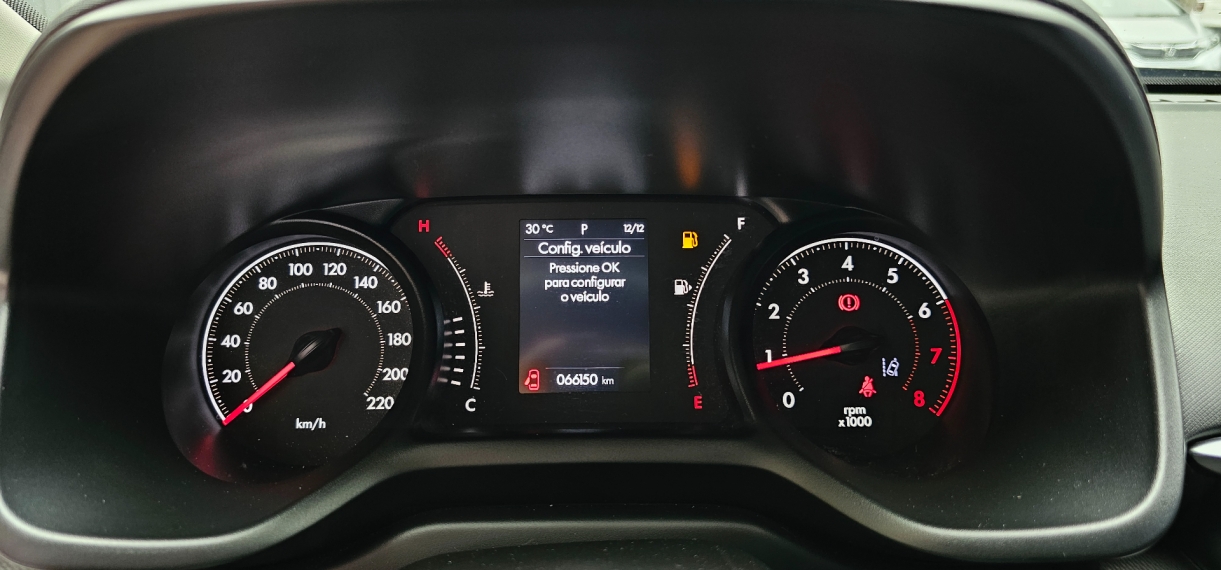 H
30 °C P 12/12
Config. veículo
Pressione OK
para configurar
o veículo
066150 km
C
F
E
0
20
40
60
80
100
120
140
160
180
200
220
km/h
0
1
2
3
4
5
6
7
8
rpm
x1000